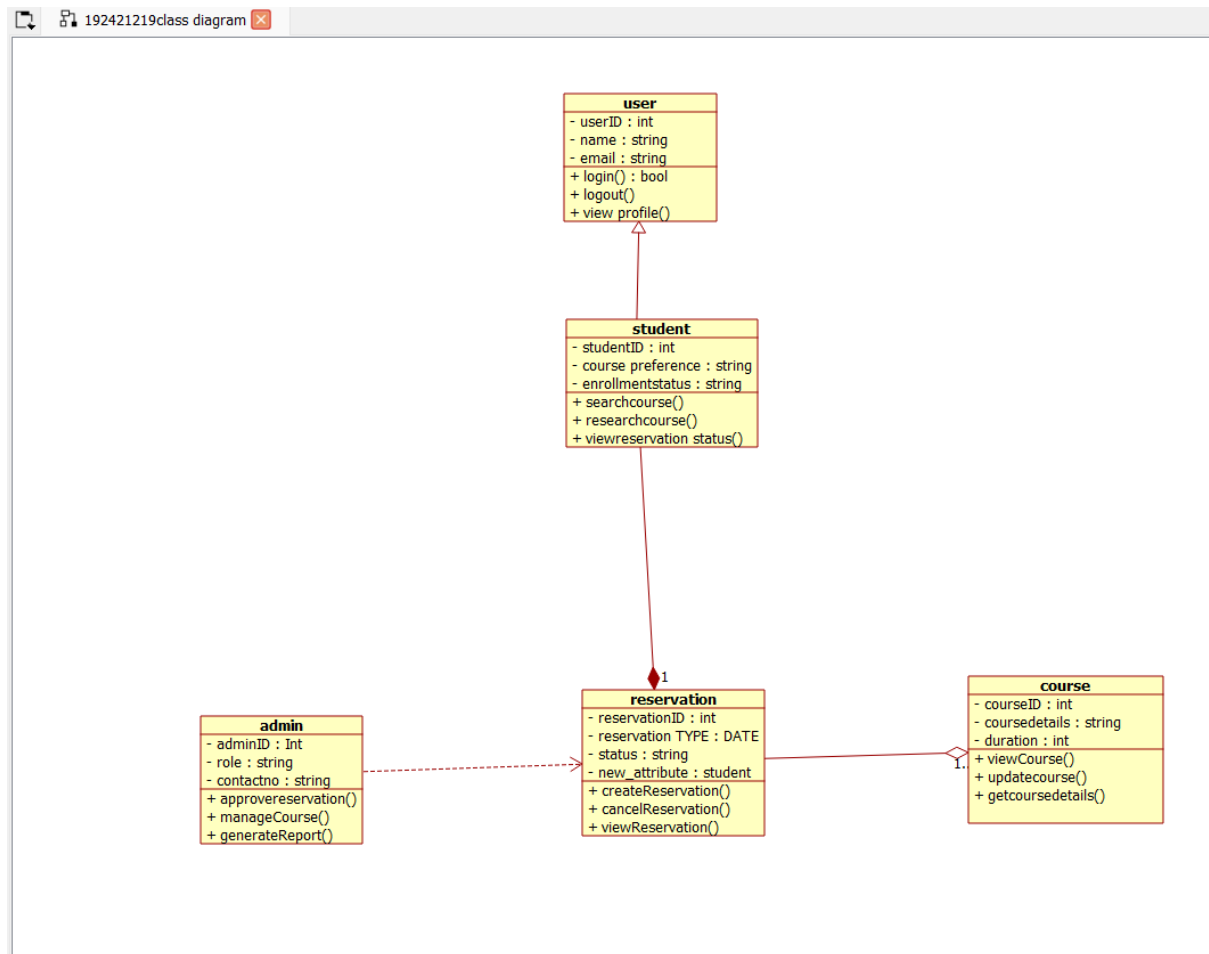 192421219class diagram
user
- userID : int
- name : string
- email : string
+ login() : bool
+ logout()
+ view profile()
student
- studentID : int
- course preference : string
- enrollmentstatus : string
+ searchcourse()
+ researchcourse()
+ viewreservation status()
1
reservation
- reservationID : int
- reservation TYPE : DATE
- status : string
- new_attribute : student
+ createReservation()
+ cancelReservation()
+ viewReservation()
admin
- adminID : Int
- role : string
- contactno : string
+ approvereservation()
+ manageCourse()
+ generateReport()
course
- courseID : int
- coursedetails : string
- duration : int
+ viewCourse()
+ updatecourse()
+ getcoursedetails()